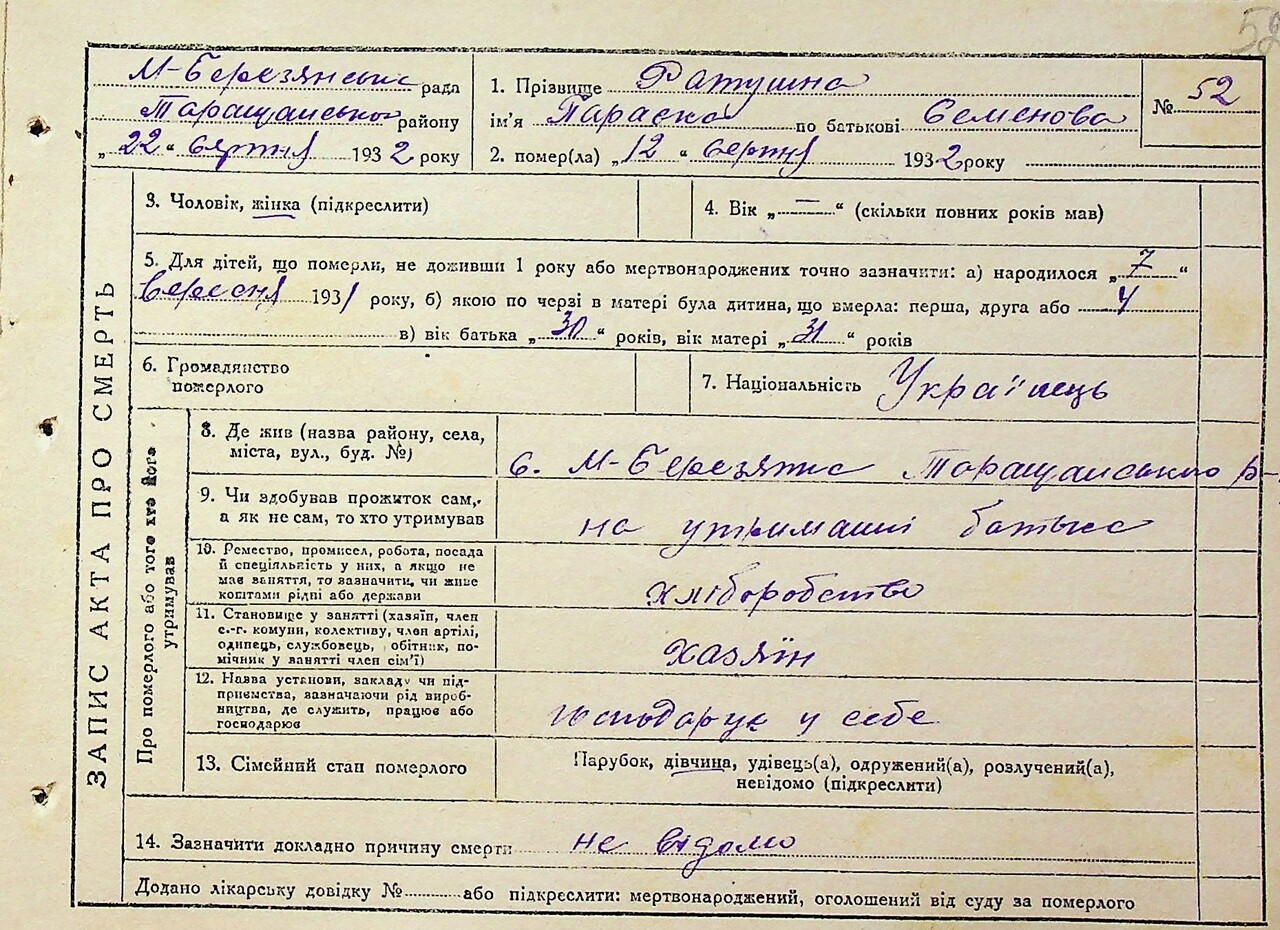 58
ЗАПИС АКТА ПРО СМЕРТЬ
М-Березянська рада
Таращанського району
„22“ серпня 1932 року
1. Прізвище Ратушна
ім'я Параска по батькові Семенова
2. помер(ла) „12“ серпня 1932 року
№ 52
3. Чоловік, жінка (підкреслити)
4. Вік „—“ (скільки повних років мав)
5. Для дітей, що померли, не доживши 1 року або мертвонароджених точно зазначити: а) народилося „7“
вересня 1931 року, б) якою по черзі в матері була дитина, що вмерла: перша, друга або 4
в) вік батька „30“ років, вік матері „31“ років
6. Громадянство
померлого
7. Національність Українець
Про померлого або того хто його
утримував
8. Де жив (назва району, села,
міста, вул., буд. №)
с. М-Березянка Таращанського р-
9. Чи здобував прожиток сам,
а як не сам, то хто утримував
на утриманні батька
10. Ремество, промисел, робота, посада
й спеціяльність у них, а якщо не
має заняття, то зазначити, чи живе
коштами рідні або держави
хліборобство
11. Становище у занятті (хазяїн, член
с.-г. комуни, колективу, член артілі,
одинець, службовець, обітник, по-
мічник у занятті член сім'ї)
хазяїн
12. Назва установи, закладу чи під-
приємства, зазначаючи рід вироб-
ництва, де служить, працює або
господарює
господарює у себе
13. Сімейний стан померлого
Парубок, дівчина, удівець(а), одружений(а), розлучений(а),
невідомо (підкреслити)
14. Зазначити докладно причину смерти не відомо
Додано лікарську довідку № або підкреслити: мертвонароджений, оголошений від суду за померлого